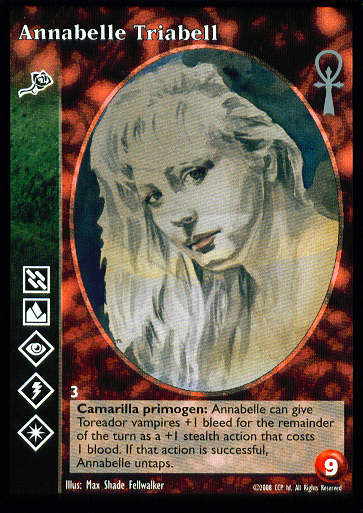 Annabelle Triabell
3
Camarilla primogen: Annabelle can give
Toreador vampires +1 bleed for the remainder
of the turn as a +1 stealth action that costs
1 blood. If that action is successful,
Annabelle untaps.
9
Illus: Max Shade Fellwalker
©2008 CCP hf. All Rights Reserved